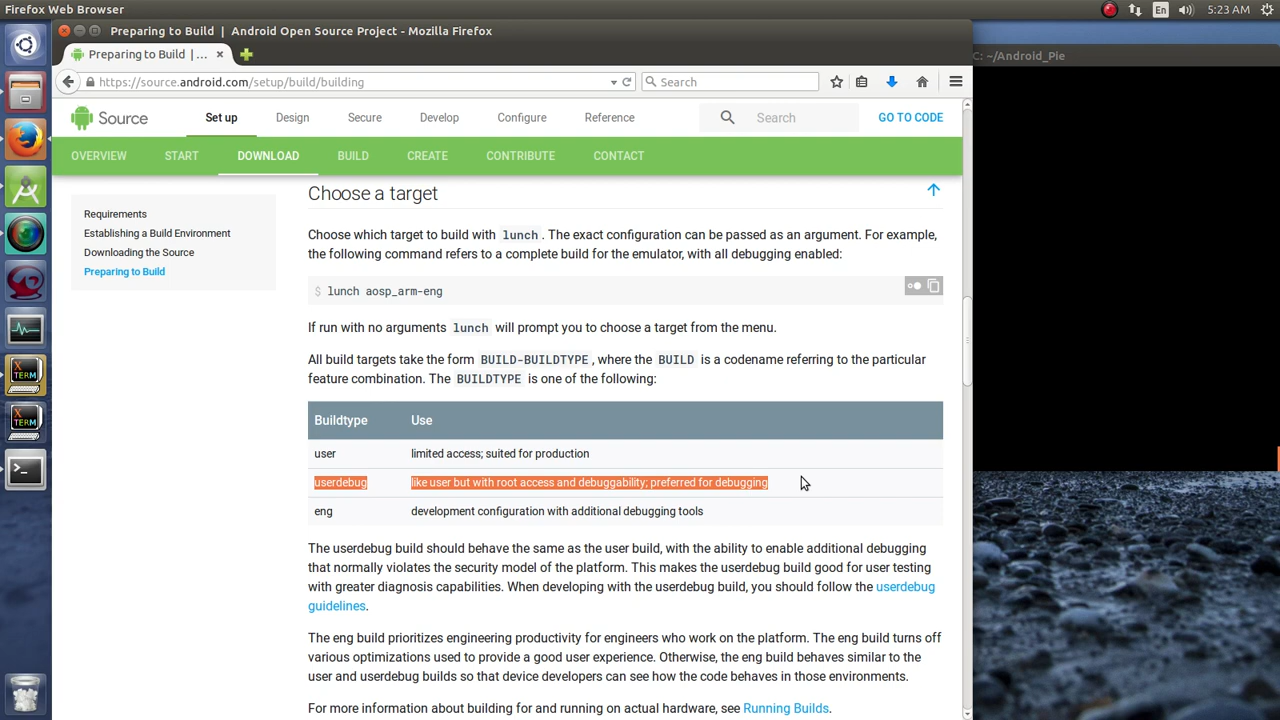 Firefox Web Browser
En
5:23 AM
Preparing to Build | Android Open Source Project - Mozilla Firefox
C: ~/Android_Pie
Preparing to Build | ...
https://source.android.com/setup/build/building
Search
Source
Set up
Design
Secure
Develop
Configure
Reference
Search
GO TO CODE
OVERVIEW
START
DOWNLOAD
BUILD
CREATE
CONTRIBUTE
CONTACT
Requirements
Establishing a Build Environment
Downloading the Source
Preparing to Build
Choose a target
Choose which target to build with lunch. The exact configuration can be passed as an argument. For example,
the following command refers to a complete build for the emulator, with all debugging enabled:
$ lunch aosp_arm-eng
If run with no arguments lunch will prompt you to choose a target from the menu.
All build targets take the form BUILD-BUILDTYPE, where the BUILD is a codename referring to the particular
feature combination. The BUILDTYPE is one of the following:
Buildtype Use
user limited access; suited for production
userdebug like user but with root access and debuggability; preferred for debugging
eng development configuration with additional debugging tools
The userdebug build should behave the same as the user build, with the ability to enable additional debugging
that normally violates the security model of the platform. This makes the userdebug build good for user testing
with greater diagnosis capabilities. When developing with the userdebug build, you should follow the userdebug
guidelines.
The eng build prioritizes engineering productivity for engineers who work on the platform. The eng build turns off
various optimizations used to provide a good user experience. Otherwise, the eng build behaves similar to the
user and userdebug builds so that device developers can see how the code behaves in those environments.
For more information about building for and running on actual hardware, see Running Builds.
X
TERM
X
TERM